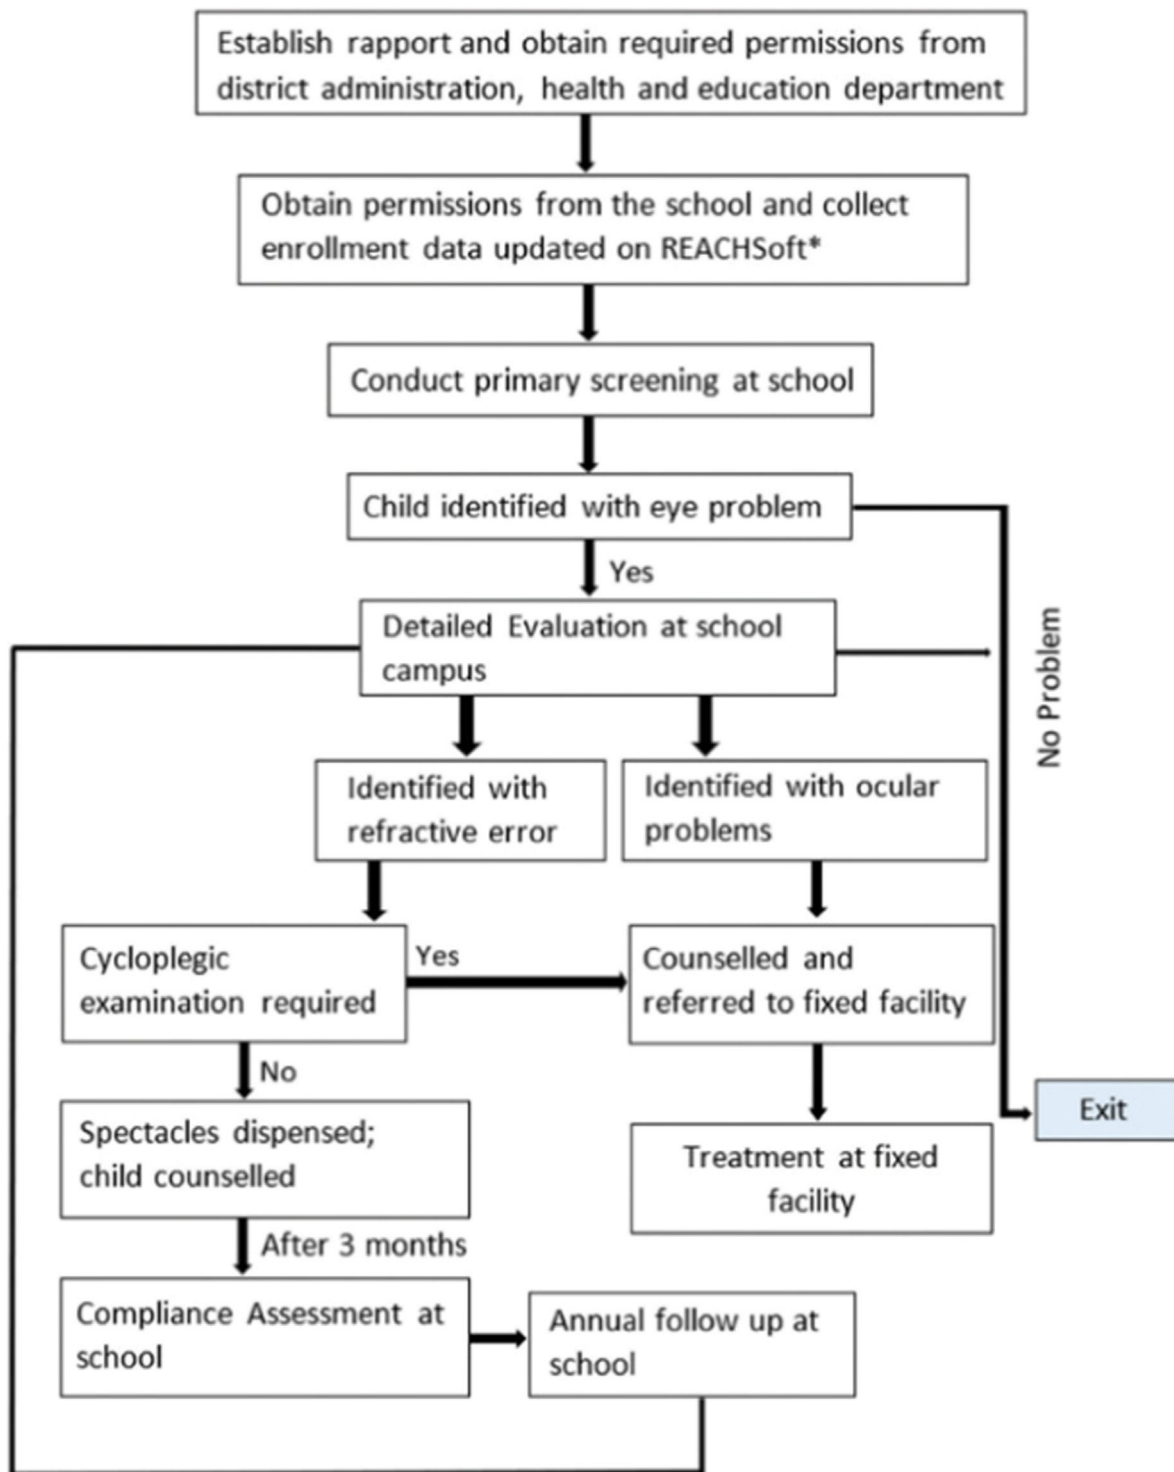 Establish rapport and obtain required permissions from
district administration, health and education department
Obtain permissions from the school and collect
enrollment data updated on REACHSoft*
Conduct primary screening at school
Child identified with eye problem
Yes
Detailed Evaluation at school
campus
No Problem
Identified with
refractive error
Identified with ocular
problems
Cycloplegic
examination required
Yes
Counselled and
referred to fixed facility
No
Exit
Spectacles dispensed;
child counselled
Treatment at fixed
facility
After 3 months
Compliance Assessment at
school
Annual follow up at
school